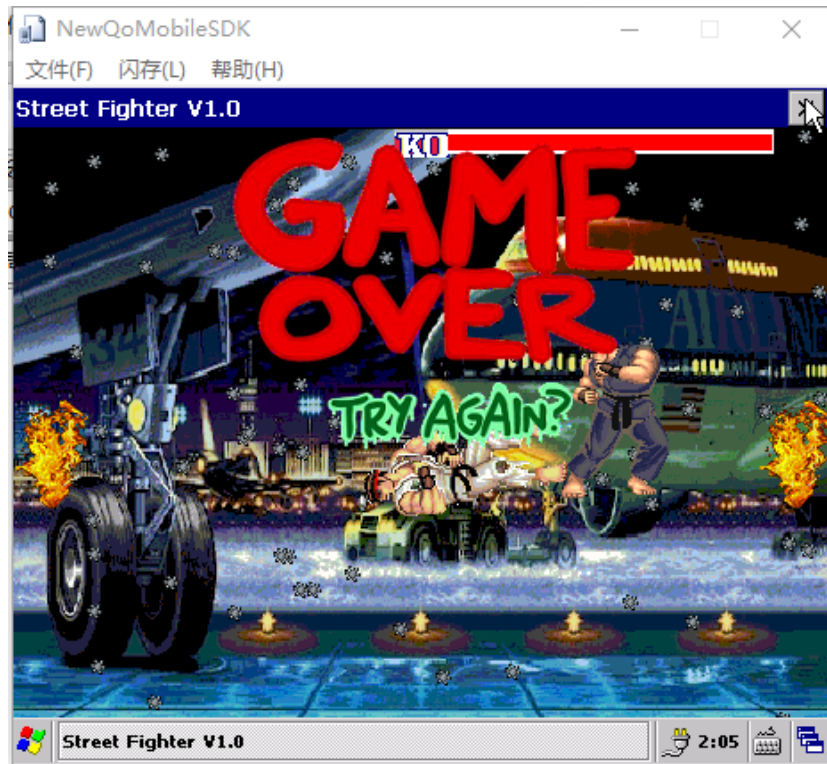 NewQoMobileSDK
文件(F) 闪存(L) 帮助(H)
Street Fighter V1.0
KO
GAME
OVER
TRY AGAIN?
Street Fighter V1.0
2:05